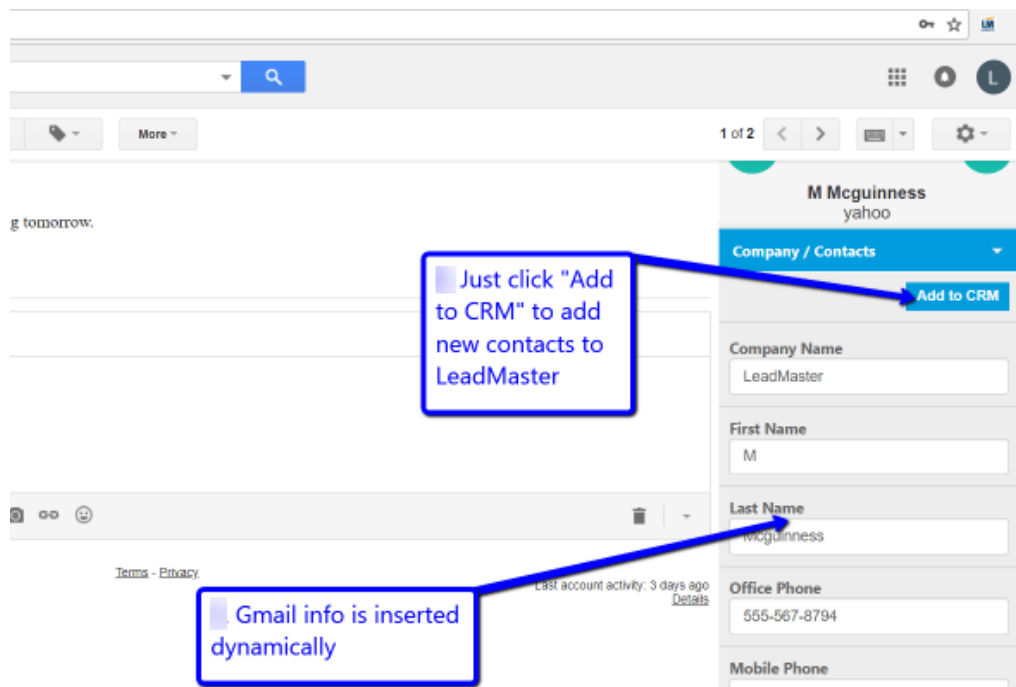 LM
L
More
1 of 2
M Mcguinness
yahoo
g tomorrow.
Company / Contacts
Just click "Add
to CRM" to add
new contacts to
LeadMaster
Add to CRM
Company Name
LeadMaster
First Name
M
Last Name
Mcguinness
Terms - Privacy
Last account activity: 3 days ago
Details
Office Phone
555-567-8794
. Gmail info is inserted
dynamically
Mobile Phone